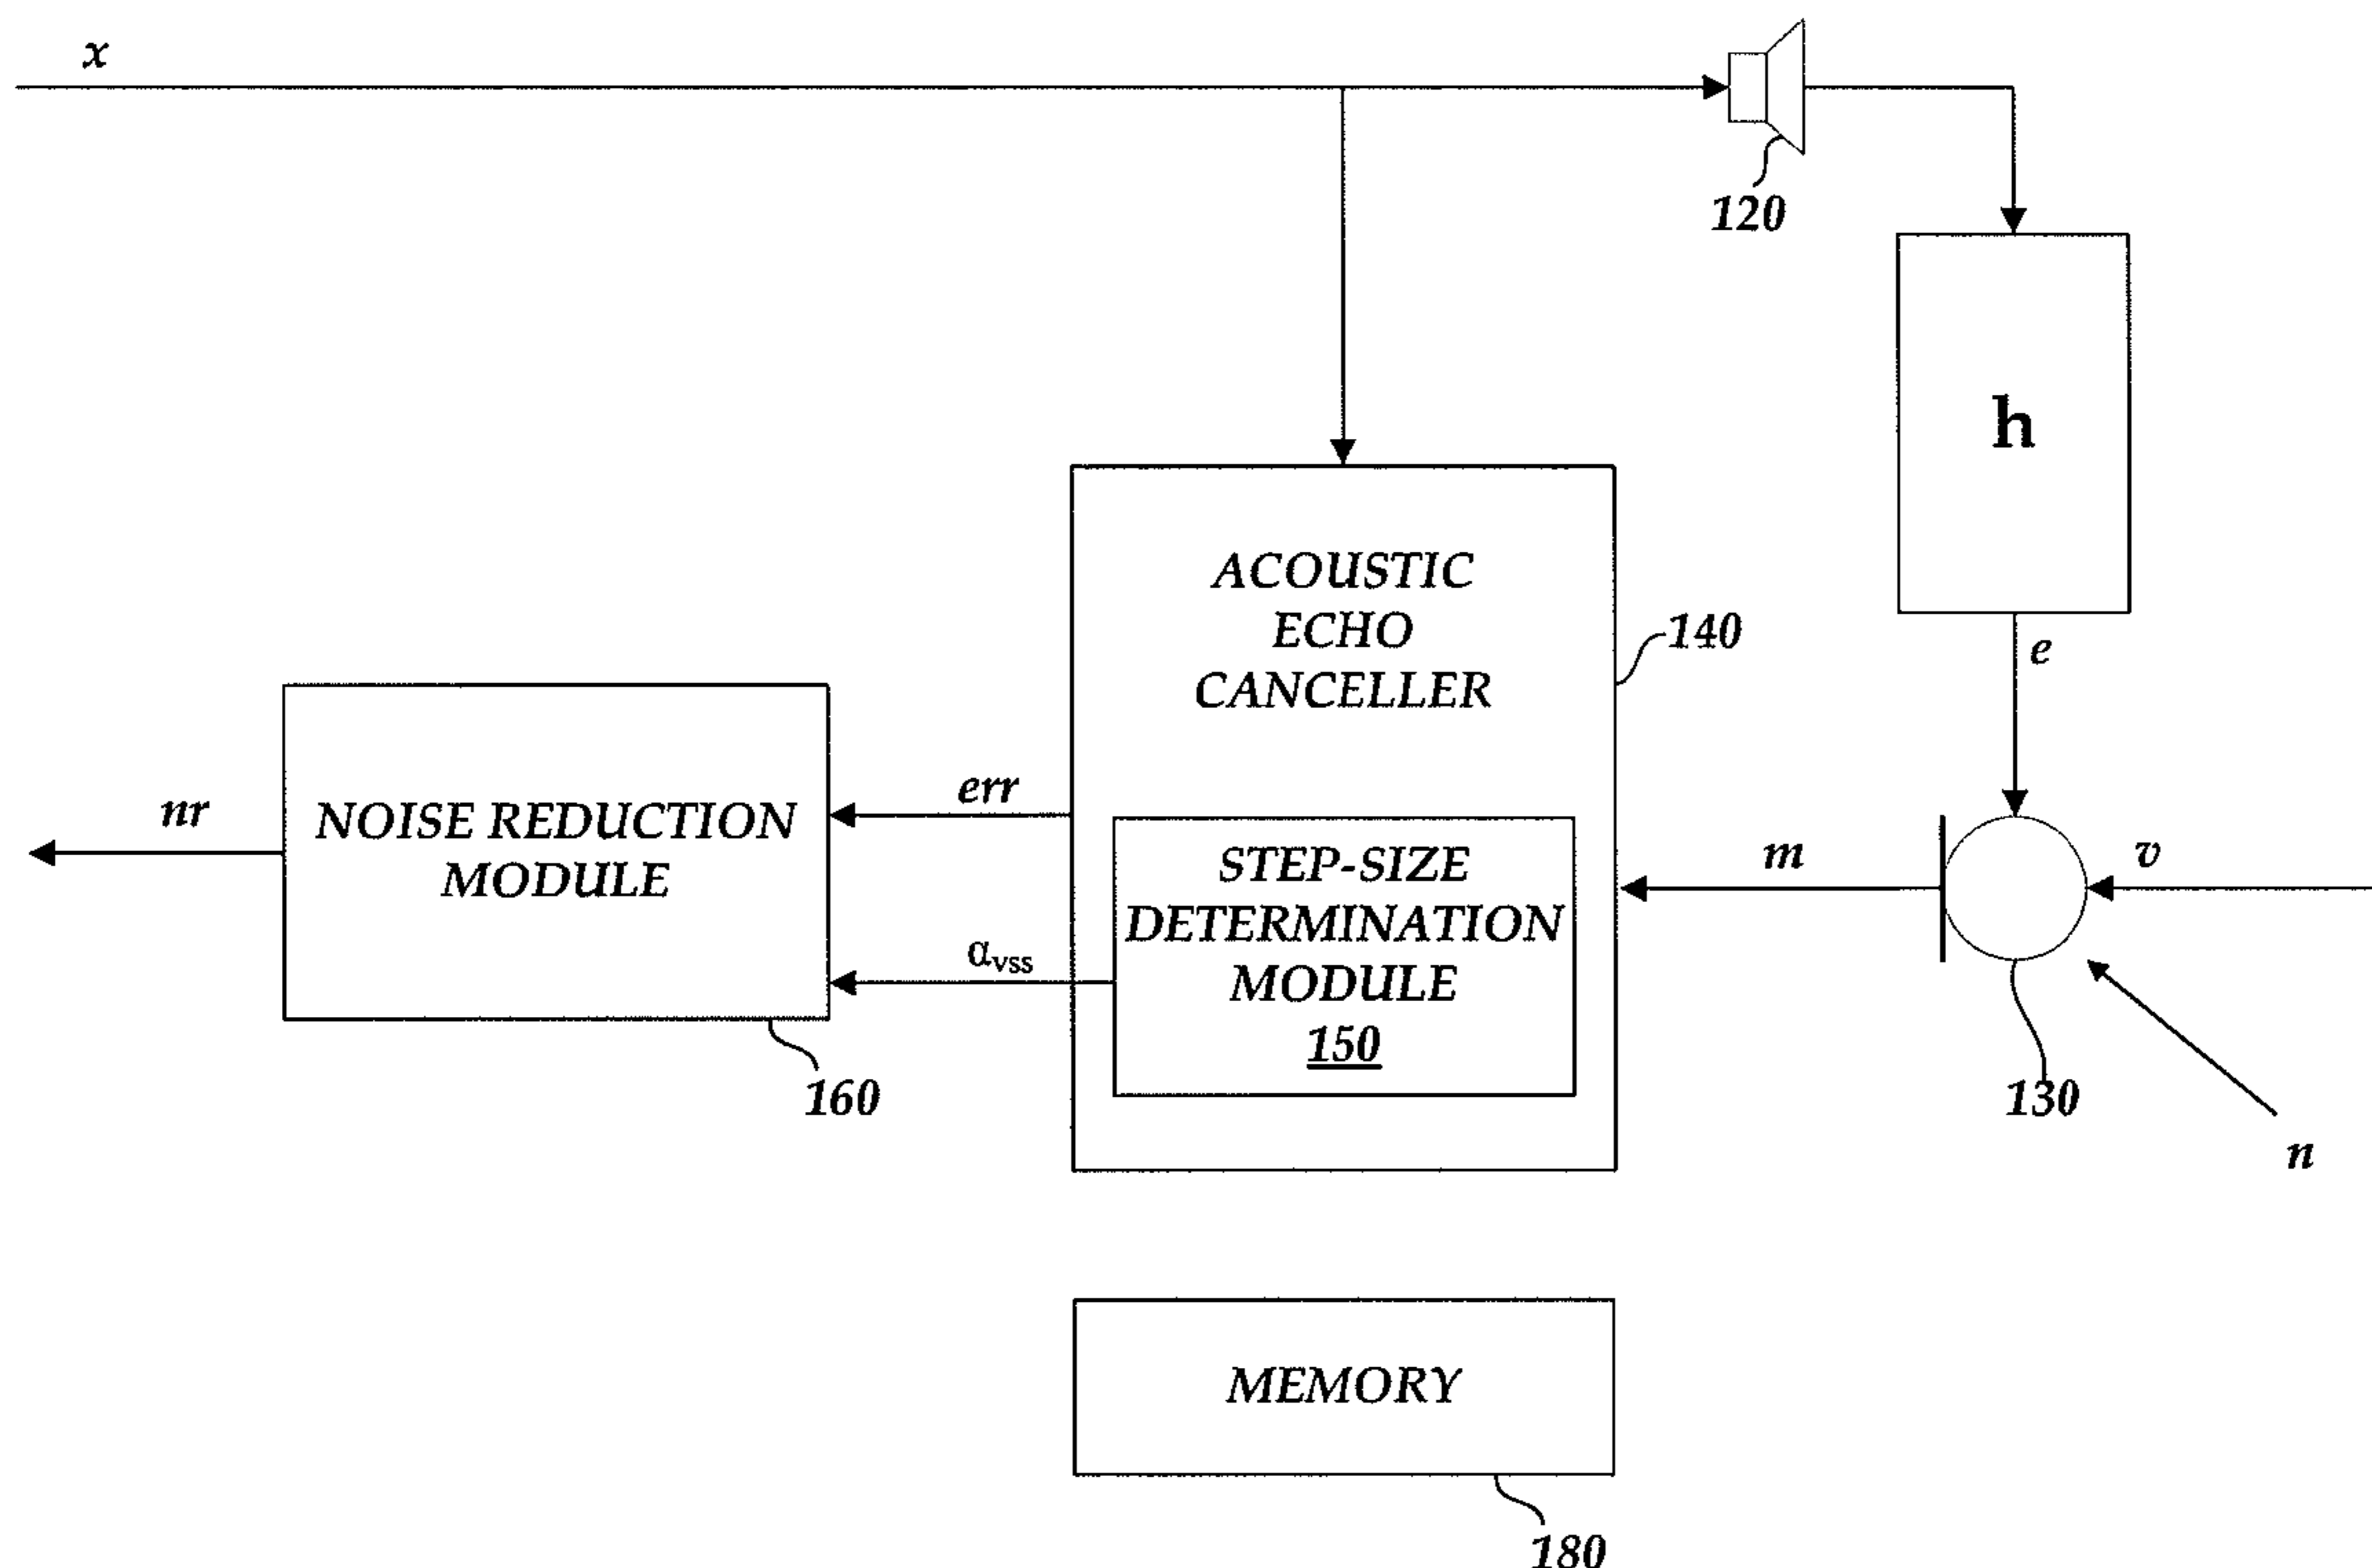 x
120
h
ACOUSTIC
ECHO
CANCELLER
140
e
NOISE REDUCTION
MODULE
nr
err
α_vss
STEP-SIZE
DETERMINATION
MODULE
150
m
v
160
130
n
MEMORY
180